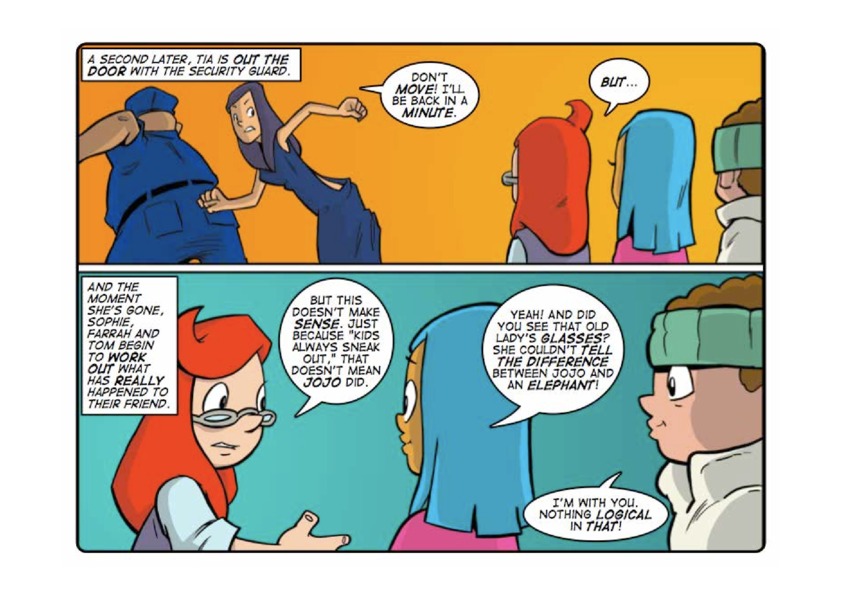 A SECOND LATER, TIA IS OUT THE
DOOR WITH THE SECURITY GUARD.
DON'T
MOVE! I'LL
BE BACK IN A
MINUTE.
BUT...
AND THE
MOMENT
SHE'S GONE,
SOPHIE,
FARRAH AND
TOM BEGIN
TO WORK
OUT WHAT
HAS REALLY
HAPPENED TO
THEIR FRIEND.
BUT THIS
DOESN'T MAKE
SENSE. JUST
BECAUSE "KIDS
ALWAYS SNEAK
OUT," THAT
DOESN'T MEAN
JOJO DID.
YEAH! AND DID
YOU SEE THAT OLD
LADY'S GLASSES?
SHE COULDN'T TELL
THE DIFFERENCE
BETWEEN JOJO AND
AN ELEPHANT!
I'M WITH YOU.
NOTHING LOGICAL
IN THAT!